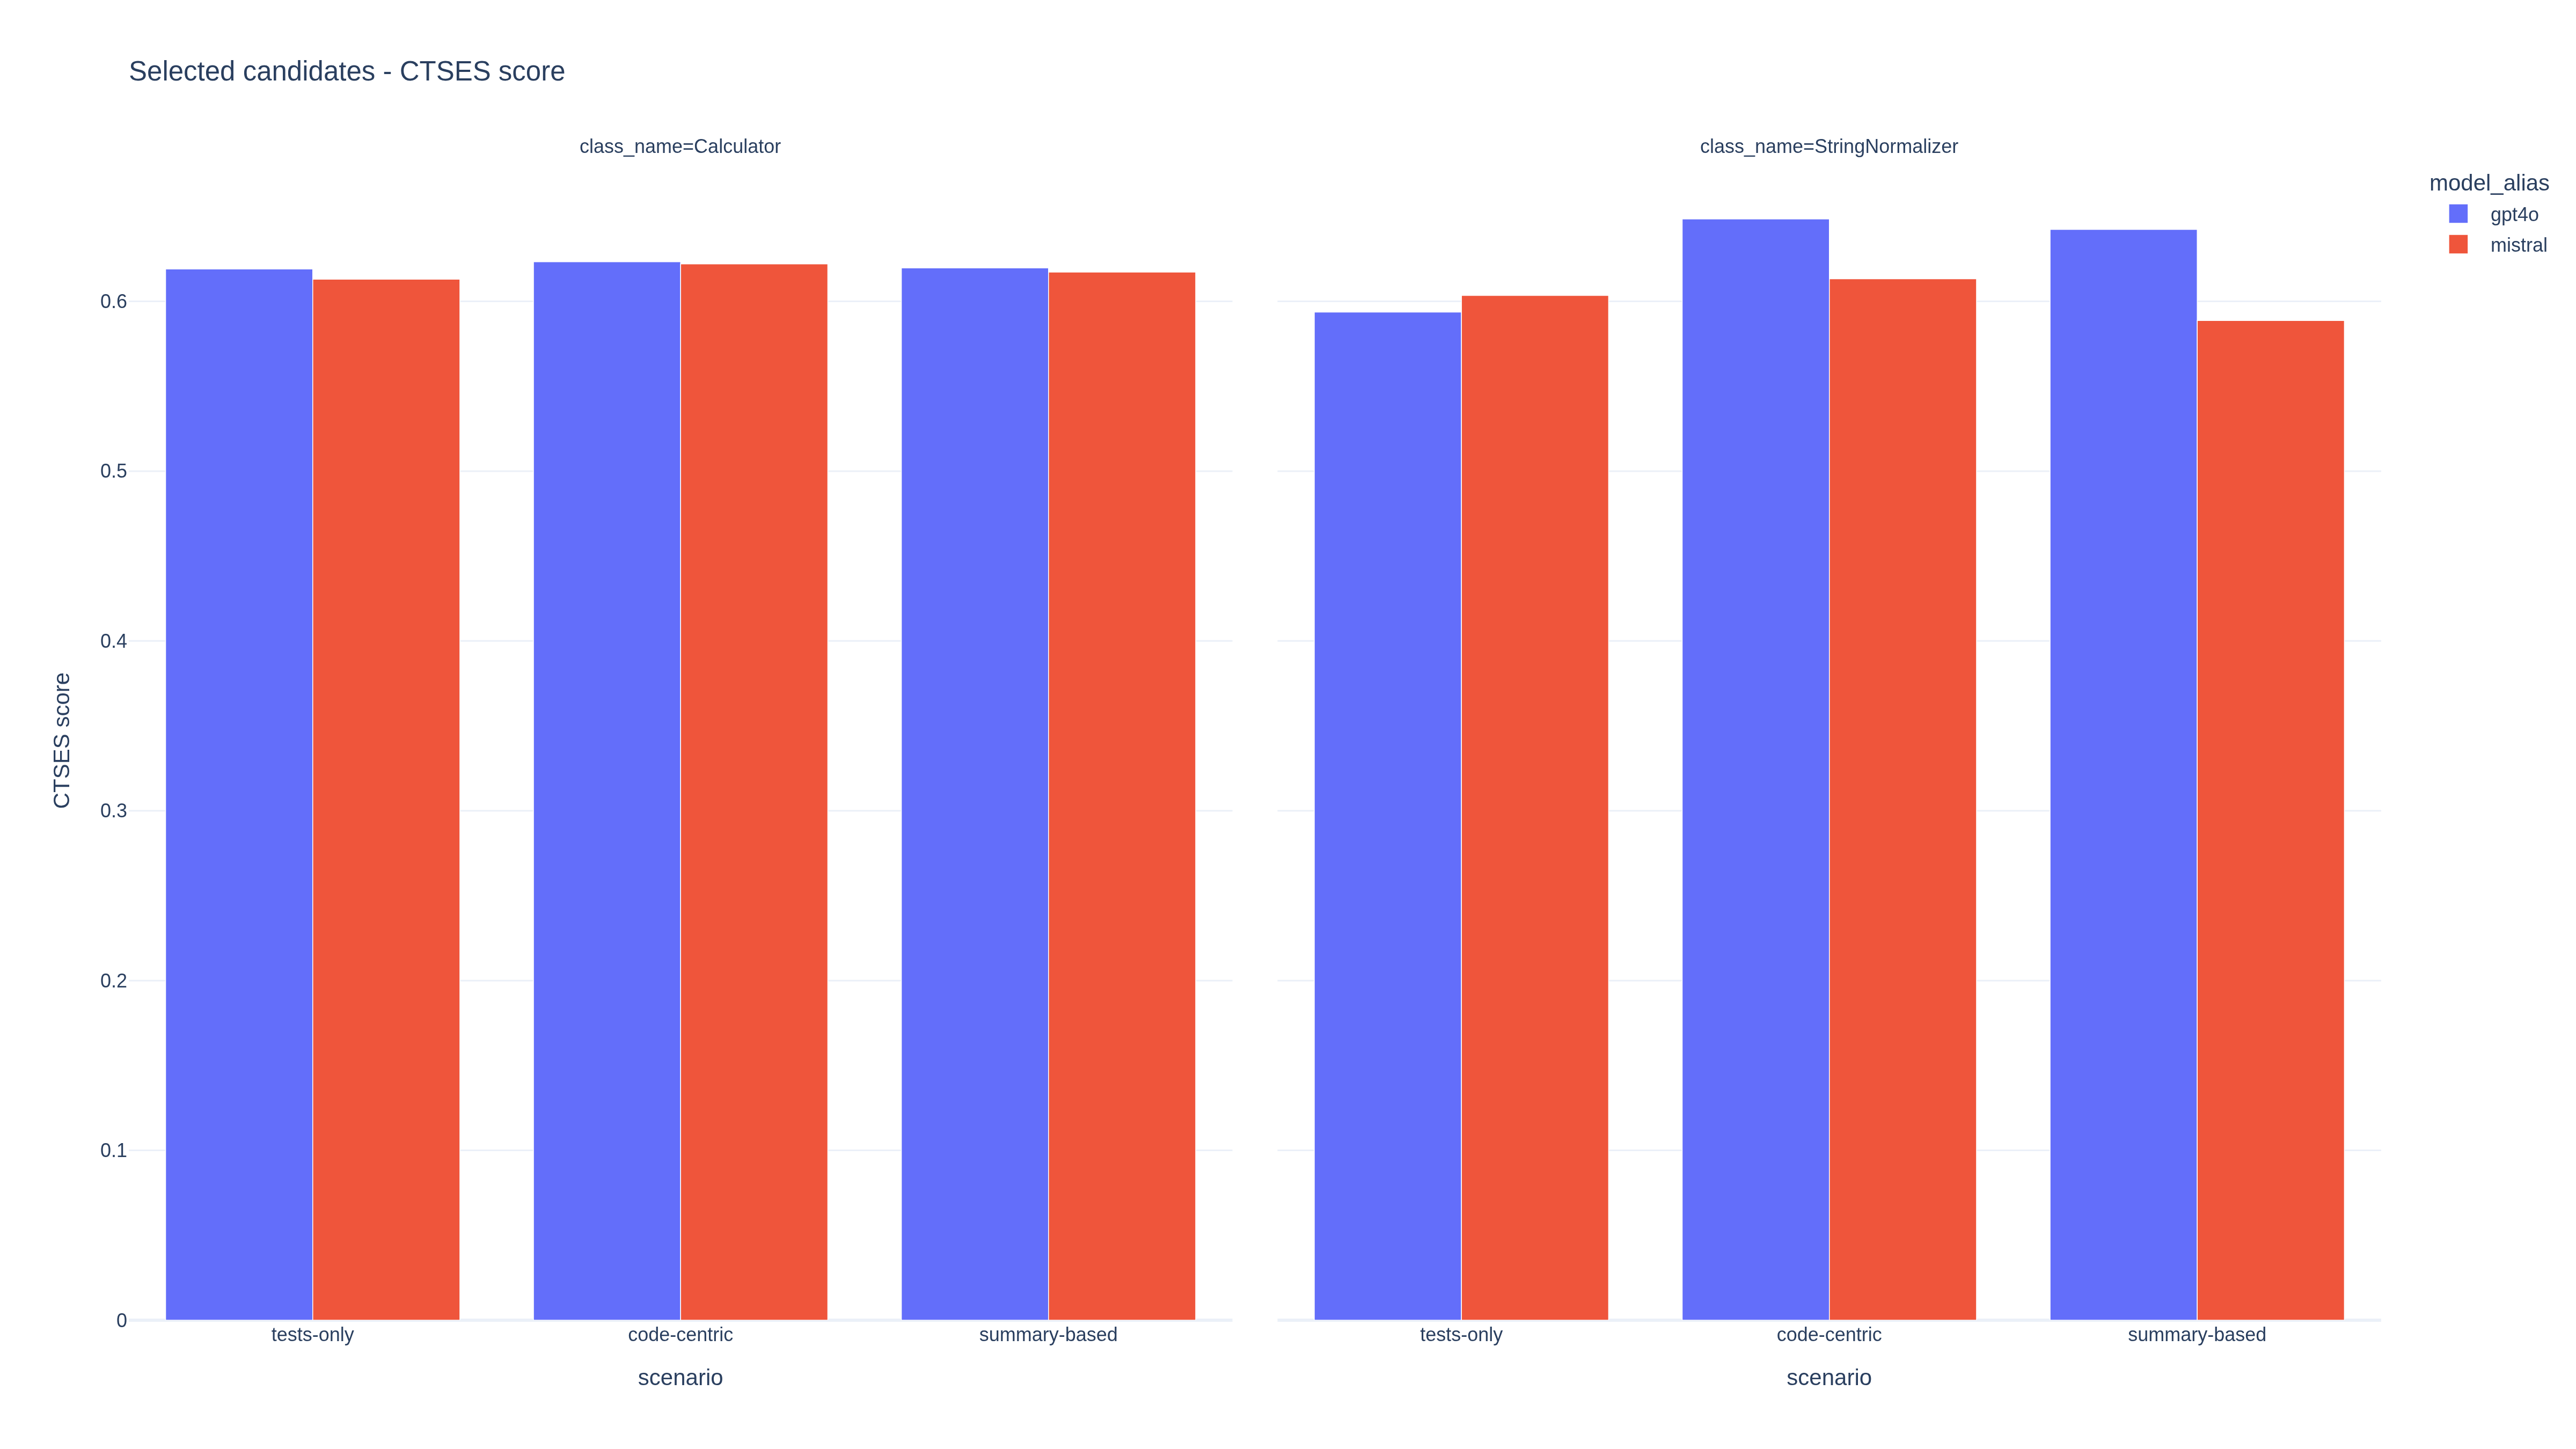 Selected candidates - CTSES score
class_name=Calculator
class_name=StringNormalizer
model_alias
gpt4o
mistral
CTSES score
0.6
0.5
0.4
0.3
0.2
0.1
0
tests-only
code-centric
summary-based
tests-only
code-centric
summary-based
scenario
scenario